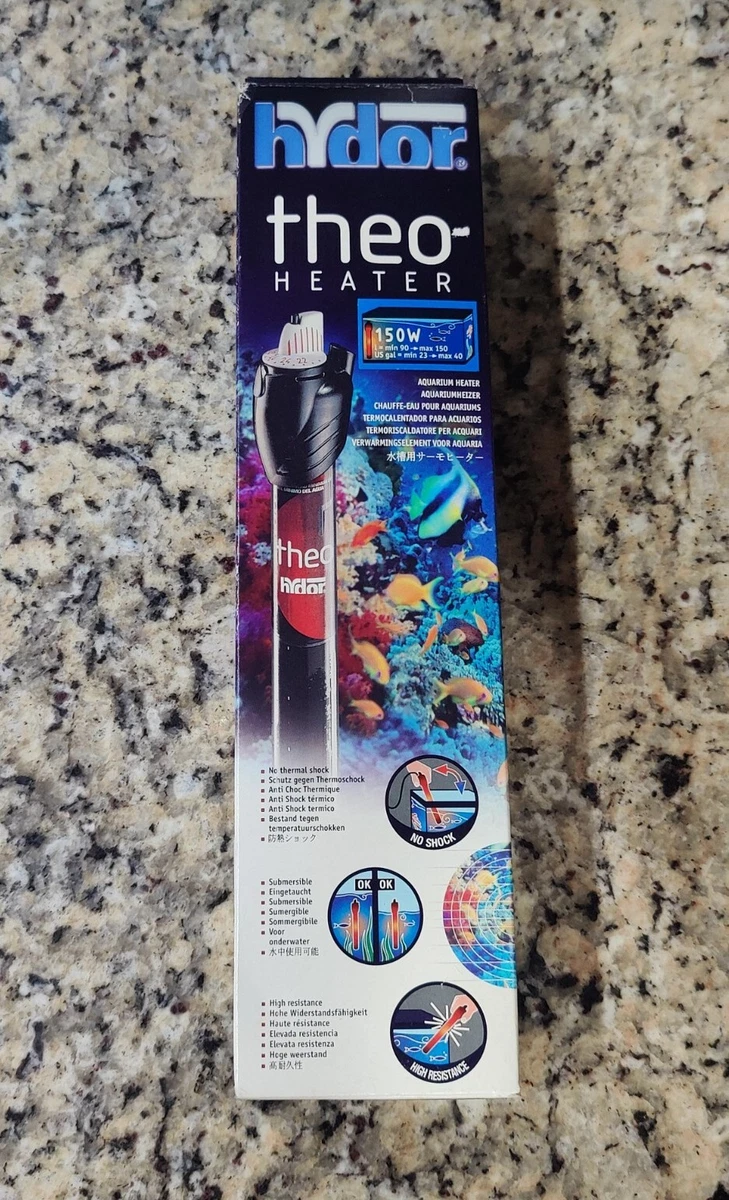 hydor®
theo
HEATER
150W
l = min 90 → max 150
US gal = min 23 → max 40
AQUARIUM HEATER
AQUARIUMHEIZER
CHAUFFE-EAU POUR AQUARIUMS
TERMOCALENTADOR PARA ACUARIOS
TERMORISCALDATORE PER ACQUARI
VERWARMINGSELEMENT VOOR AQUARIA
水槽用サーモヒーター
theo
hydor
No thermal shock
Schutz gegen Thermoschock
Anti Choc Thermique
Anti Shock térmico
Anti Shock termico
Bestand tegen
temperatuurschokken
防熱ショック
NO SHOCK
Submersible
Eingetaucht
Submersible
Sumergible
Sommergibile
Voor
onderwater
水中使用可能
OK OK
High resistance
Hohe Widerstandsfähigkeit
Haute résistance
Elevada resistencia
Elevata resistenza
Hoge weerstand
高耐久性
HIGH RESISTANCE